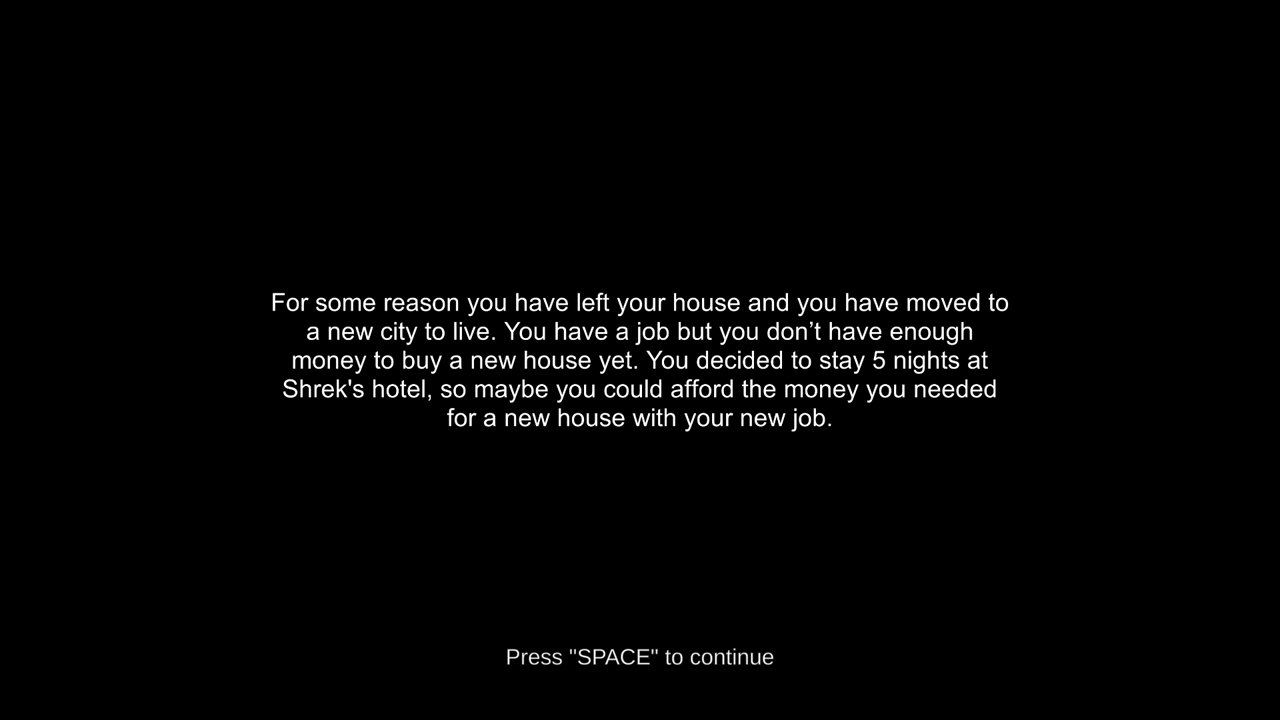 For some reason you have left your house and you have moved to
a new city to live. You have a job but you don’t have enough
money to buy a new house yet. You decided to stay 5 nights at
Shrek's hotel, so maybe you could afford the money you needed
for a new house with your new job.
Press "SPACE" to continue